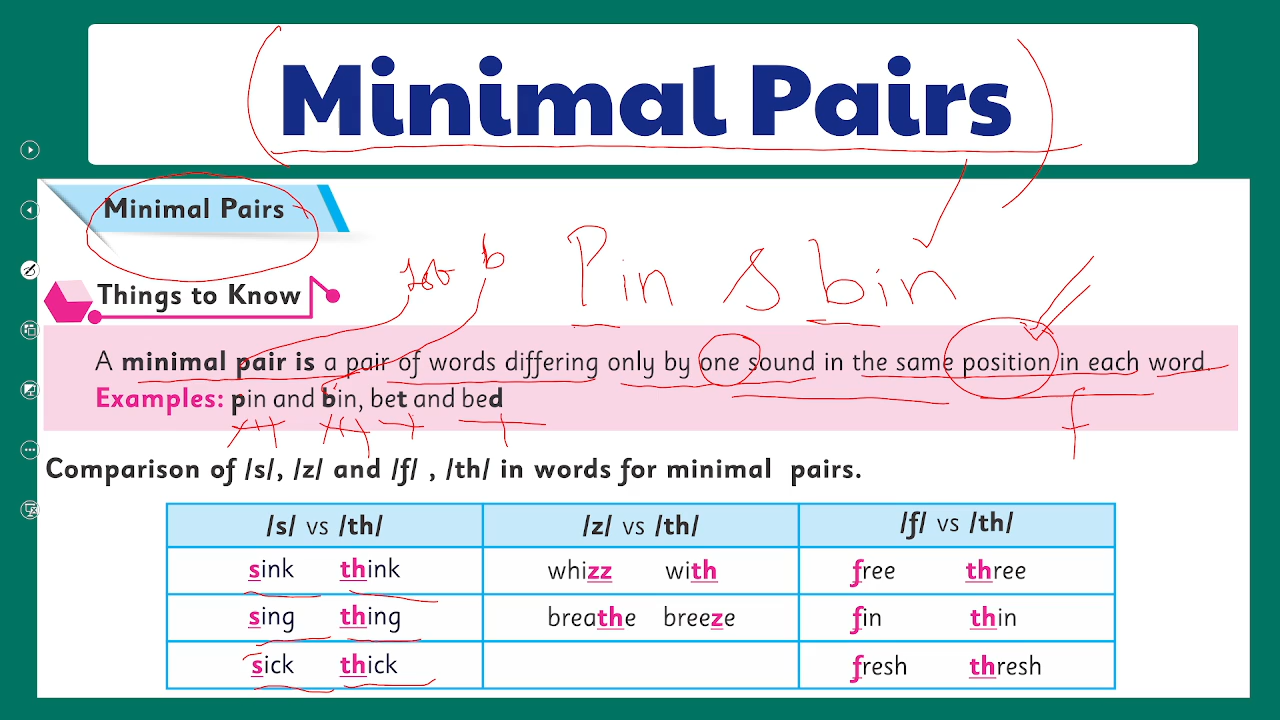 Minimal Pairs
Minimal Pairs
1st b Pin & bin
Things to Know
A minimal pair is a pair of words differing only by one sound in the same position in each word.
Examples: pin and bin, bet and bed
f
Comparison of /s/, /z/ and /f/ , /th/ in words for minimal pairs.
/s/ vs /th/ /z/ vs /th/ /f/ vs /th/
sink think whizz with free three
sing thing breathe breeze fin thin
sick thick fresh thresh